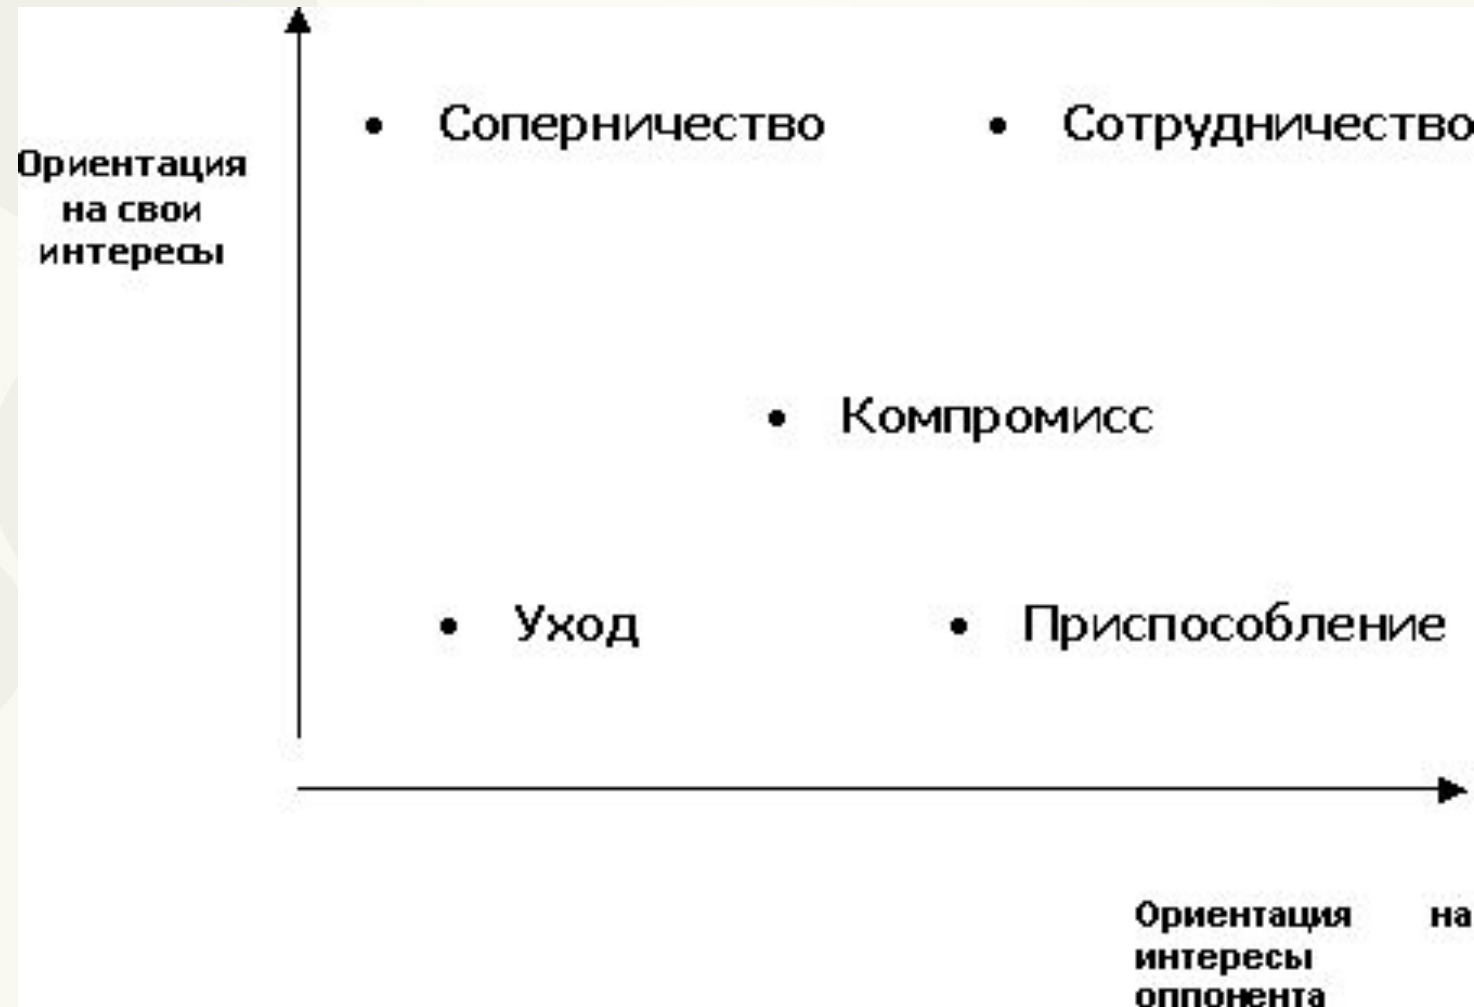 Соперничество
Сотрудничество
Ориентация
на свои
интересы
Компромисс
Уход
Приспособление
Ориентация на
интересы
оппонента